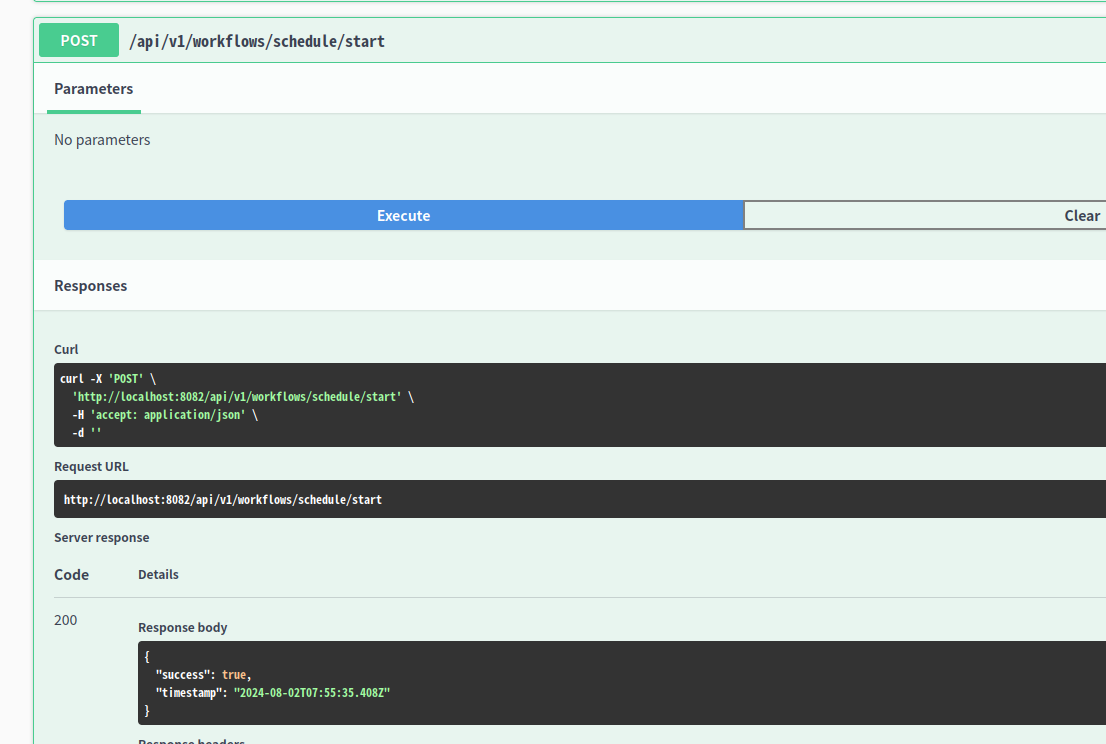 POST /api/v1/workflows/schedule/start
Parameters
No parameters
Execute Clear
Responses
Curl
curl -X 'POST' \
'http://localhost:8082/api/v1/workflows/schedule/start' \
-H 'accept: application/json' \
-d ''
Request URL
http://localhost:8082/api/v1/workflows/schedule/start
Server response
Code Details
200
Response body
{
"success": true,
"timestamp": "2024-08-02T07:55:35.408Z"
}
Response headers